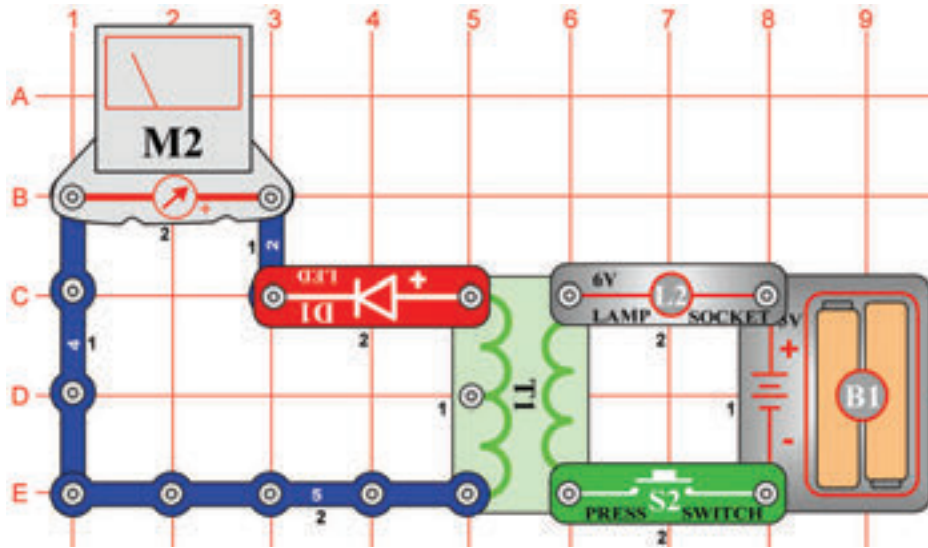 1 2 3 4 5 6 7 8 9
A
M2
B
+
2
1
2
C
LED
+
D1
2
6V
L2
LAMP SOCKET
2
3V
+
4
1
D
1
T1
1
B1
-
E
5
2
S2
PRESS SWITCH
2